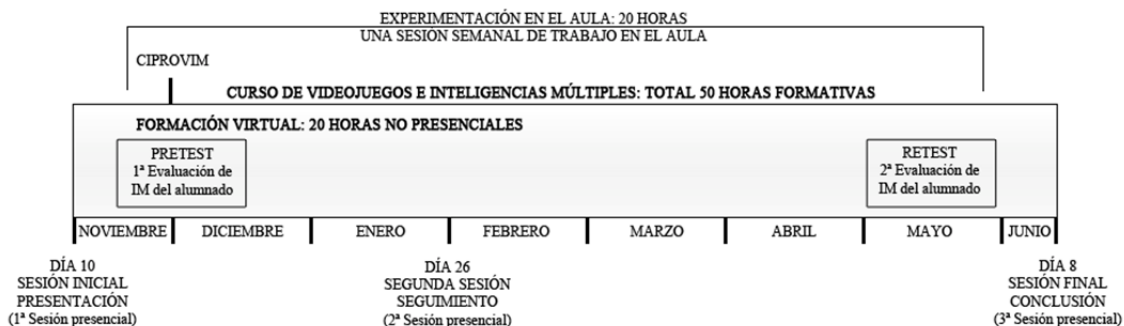 EXPERIMENTACIÓN EN EL AULA: 20 HORAS
UNA SESIÓN SEMANAL DE TRABAJO EN EL AULA
CIPROVIM
CURSO DE VIDEOJUEGOS E INTELIGENCIAS MÚLTIPLES: TOTAL 50 HORAS FORMATIVAS
FORMACIÓN VIRTUAL: 20 HORAS NO PRESENCIALES
PRETEST
1ª Evaluación de
IM del alumnado
RETEST
2ª Evaluación de
IM del alumnado
NOVIEMBRE
DICIEMBRE
ENERO
FEBRERO
MARZO
ABRIL
MAYO
JUNIO
DÍA 10
SESIÓN INICIAL
PRESENTACIÓN
(1ª Sesión presencial)
DÍA 26
SEGUNDA SESIÓN
SEGUIMIENTO
(2ª Sesión presencial)
DÍA 8
SESIÓN FINAL
CONCLUSIÓN
(3ª Sesión presencial)